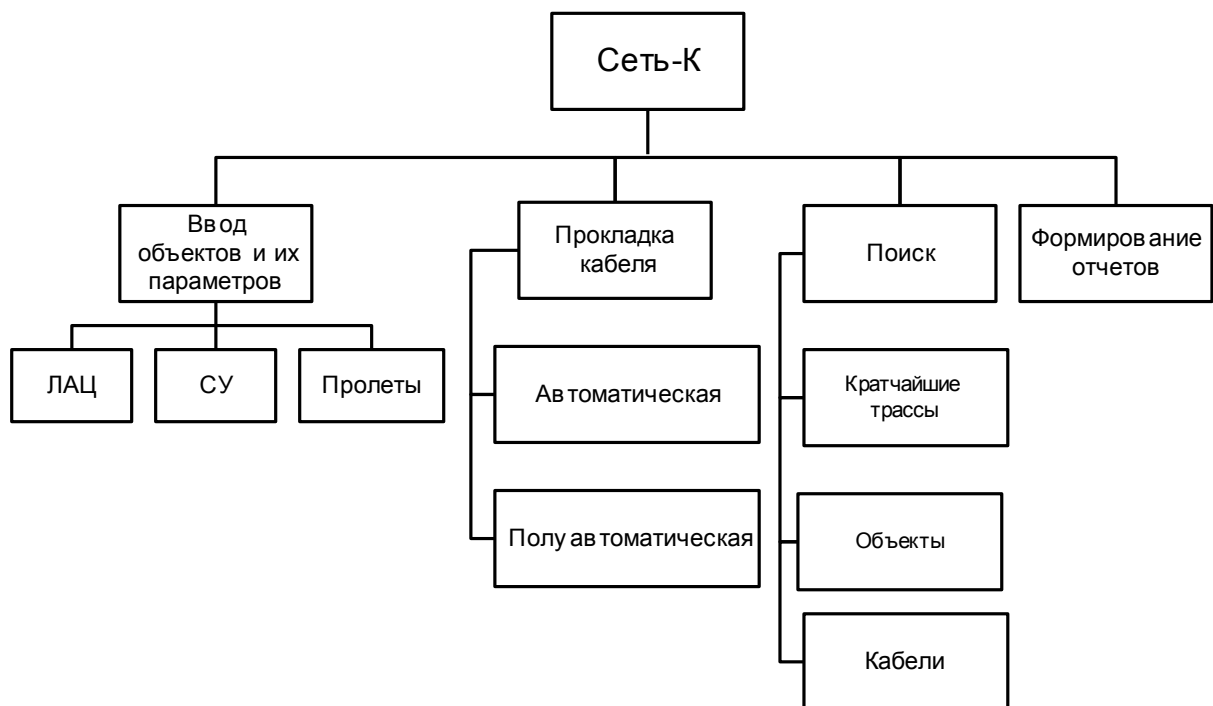 Сеть-К
Ввод
объектов и их
параметров
Прокладка
кабеля
Поиск
Формирование
отчетов
ЛАЦ
СУ
Пролеты
Автоматическая
Кратчайшие
трассы
Полуавтоматическая
Объекты
Кабели